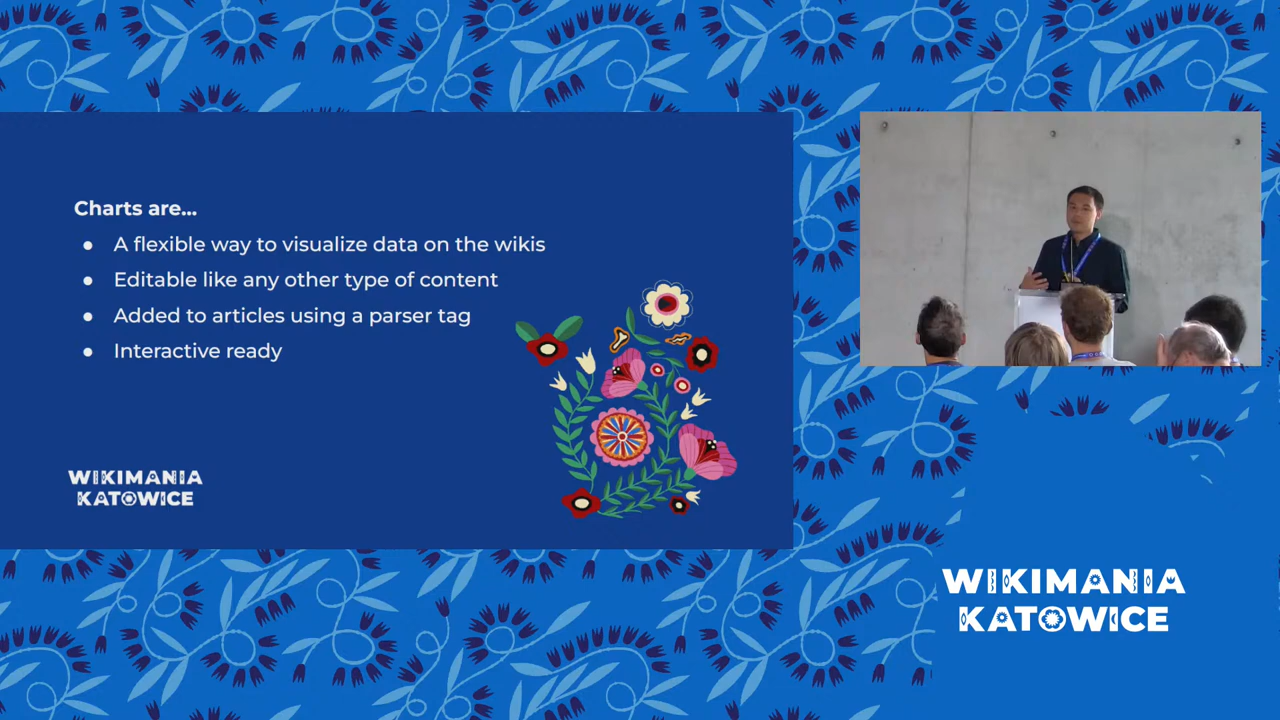 Charts are...
● A flexible way to visualize data on the wikis
● Editable like any other type of content
● Added to articles using a parser tag
● Interactive ready
WIKIMANIA
KATOWICE
WIKIMANIA
KATOWICE